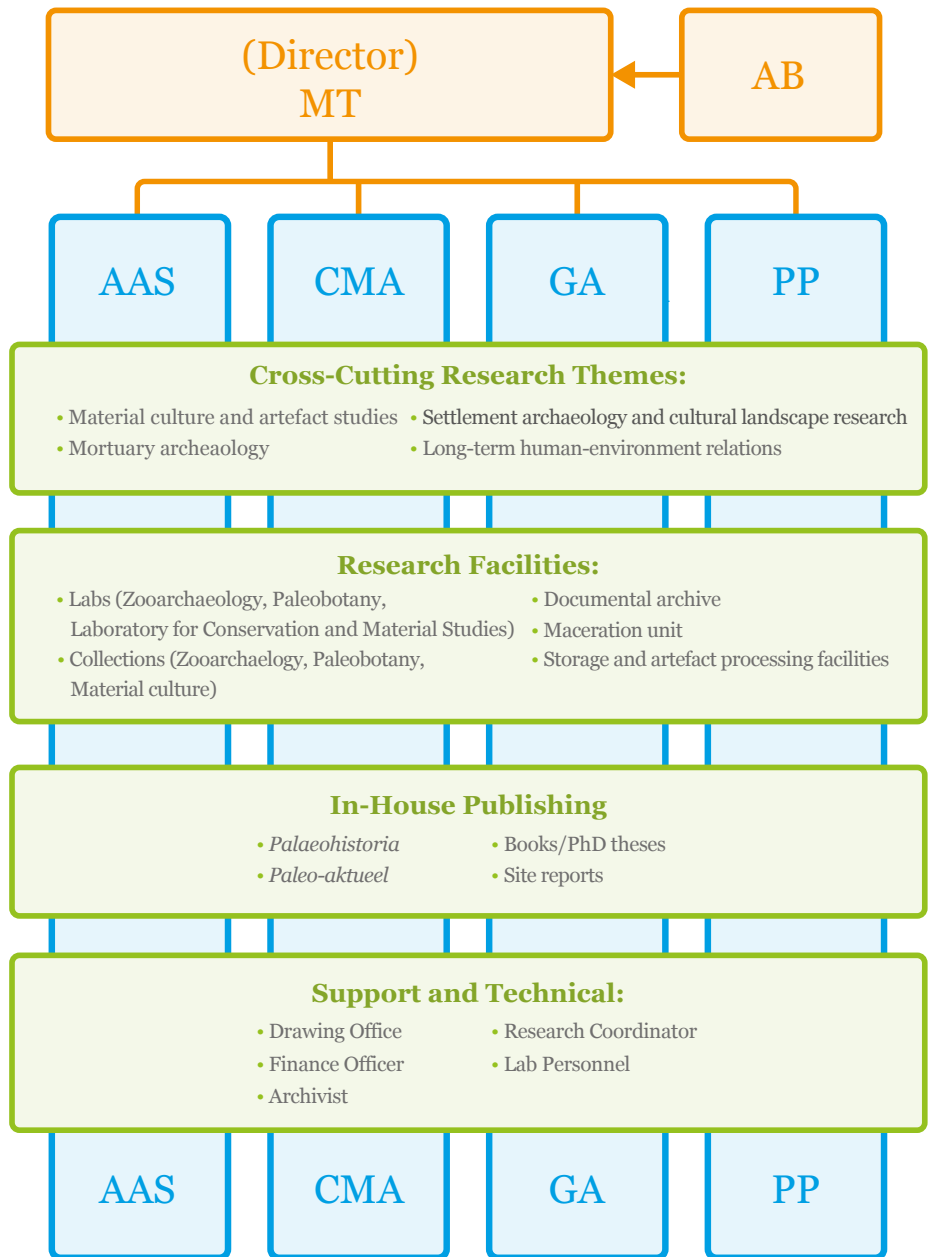 (Director)
MT
AB
AAS
CMA
GA
PP
Cross-Cutting Research Themes:
• Material culture and artefact studies
• Mortuary archeaology
• Settlement archaeology and cultural landscape research
• Long-term human-environment relations
Research Facilities:
• Labs (Zooarchaeology, Paleobotany,
Laboratory for Conservation and Material Studies)
• Collections (Zooarchaelogy, Paleobotany,
Material culture)
• Documental archive
• Maceration unit
• Storage and artefact processing facilities
In-House Publishing
• Palaeohistoria
• Paleo-aktueel
• Books/PhD theses
• Site reports
Support and Technical:
• Drawing Office
• Finance Officer
• Archivist
• Research Coordinator
• Lab Personnel
AAS
CMA
GA
PP